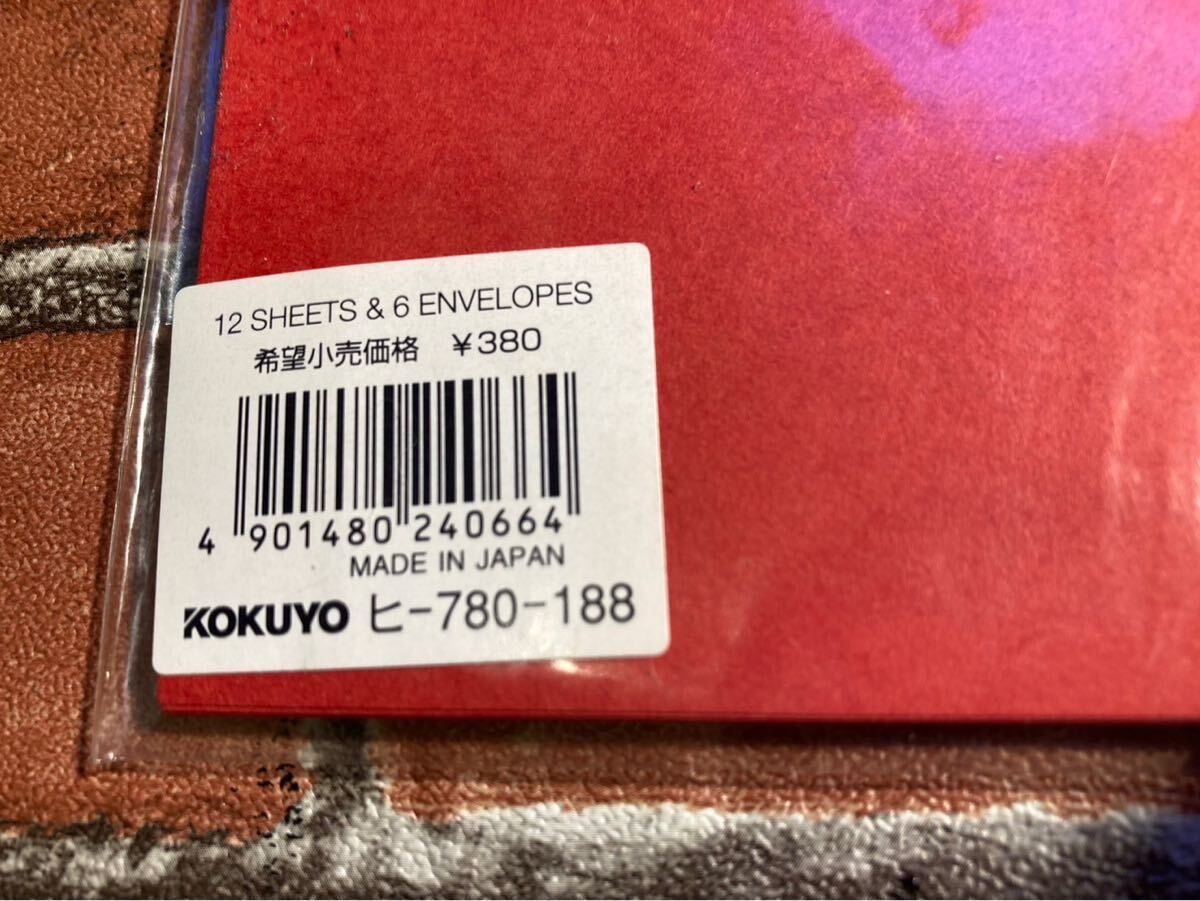 12 SHEETS & 6 ENVELOPES
希望小売価格 ¥380
4 901480 240664
MADE IN JAPAN
KOKUYO ヒ-780-188